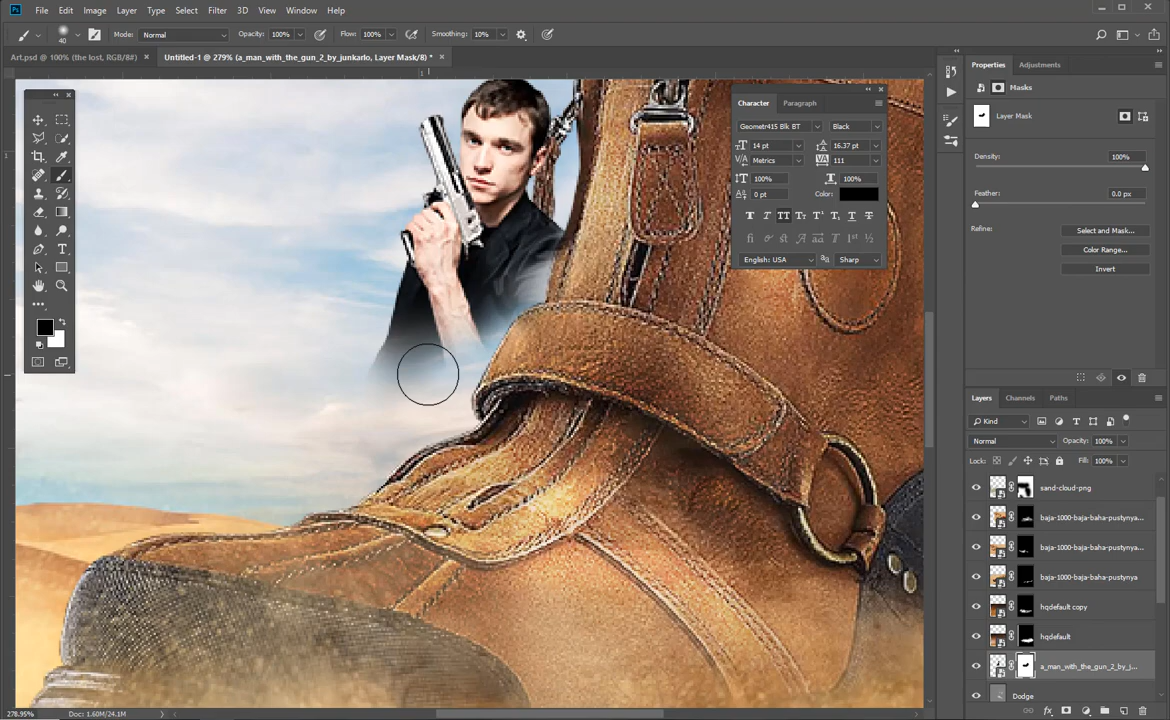 Ps File Edit Image Layer Type Select Filter 3D View Window Help
40 Mode: Normal Opacity: 100% Flow: 100% Smoothing: 10%
Art.psd @ 100% (the lost, RGB/8#) × Untitled-1 @ 279% (a_man_with_the_gun_2_by_junkarlo, Layer Mask/8) * ×
1
1
Character Paragraph
Geometr415 Blk BT Black
14 pt 16.37 pt
Metrics 111
100% 100%
0 pt Color:
English: USA Sharp
Properties Adjustments
Masks
Layer Mask
Density: 100%
Feather: 0.0 px
Refine: Select and Mask...
Color Range...
Invert
Layers Channels Paths
Kind
Normal Opacity: 100%
Lock: Fill: 100%
sand-cloud-png
baja-1000-baja-baha-pustynya...
baja-1000-baja-baha-pustynya...
baja-1000-baja-baha-pustynya
hqdefault copy
hqdefault
a_man_with_the_gun_2_by_j...
Dodge
278.95% Doc: 1.60M/24.1M